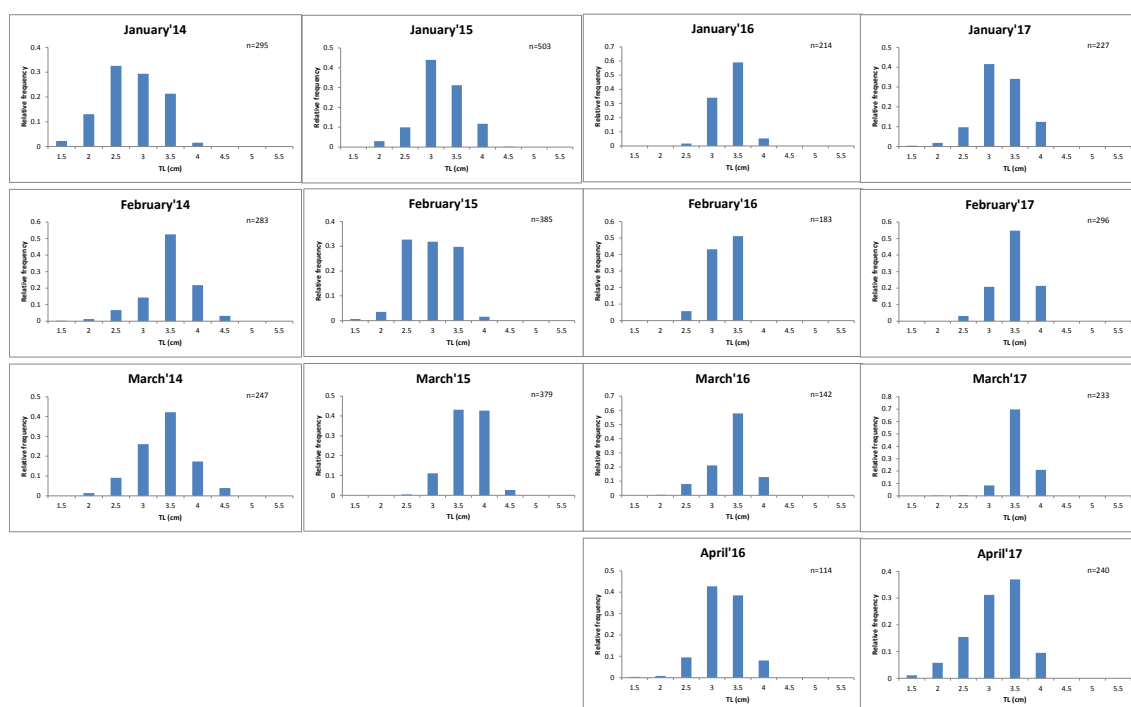 January'14
n=295
Relative frequency
0.4
0.3
0.2
0.1
0
1.5 2 2.5 3 3.5 4 4.5 5 5.5
TL (cm)
January'15
n=503
Relative frequency
0.5
0.4
0.3
0.2
0.1
0
1.5 2 2.5 3 3.5 4 4.5 5 5.5
TL (cm)
January'16
n=214
Relative frequency
0.7
0.6
0.5
0.4
0.3
0.2
0.1
0
1.5 2 2.5 3 3.5 4 4.5 5 5.5
TL (cm)
January'17
n=227
Relative frequency
0.5
0.4
0.3
0.2
0.1
0
1.5 2 2.5 3 3.5 4 4.5 5 5.5
TL (cm)
February'14
n=283
Relative frequency
0.6
0.5
0.4
0.3
0.2
0.1
0
1.5 2 2.5 3 3.5 4 4.5 5 5.5
TL (cm)
February'15
n=385
Relative frequency
0.4
0.3
0.2
0.1
0
1.5 2 2.5 3 3.5 4 4.5 5 5.5
TL (cm)
February'16
n=183
Relative frequency
0.6
0.5
0.4
0.3
0.2
0.1
0
1.5 2 2.5 3 3.5 4 4.5 5 5.5
TL (cm)
February'17
n=296
Relative frequency
0.6
0.5
0.4
0.3
0.2
0.1
0
1.5 2 2.5 3 3.5 4 4.5 5 5.5
TL (cm)
March'14
n=247
Relative frequency
0.5
0.4
0.3
0.2
0.1
0
1.5 2 2.5 3 3.5 4 4.5 5 5.5
TL (cm)
March'15
n=379
Relative frequency
0.5
0.4
0.3
0.2
0.1
0
1.5 2 2.5 3 3.5 4 4.5 5 5.5
TL (cm)
March'16
n=142
Relative frequency
0.7
0.6
0.5
0.4
0.3
0.2
0.1
0
1.5 2 2.5 3 3.5 4 4.5 5 5.5
TL (cm)
March'17
n=233
Relative frequency
0.8
0.7
0.6
0.5
0.4
0.3
0.2
0.1
0
1.5 2 2.5 3 3.5 4 4.5 5 5.5
TL (cm)
April'16
n=114
Relative frequency
0.5
0.4
0.3
0.2
0.1
0
1.5 2 2.5 3 3.5 4 4.5 5 5.5
TL (cm)
April'17
n=240
Relative frequency
0.4
0.3
0.2
0.1
0
1.5 2 2.5 3 3.5 4 4.5 5 5.5
TL (cm)